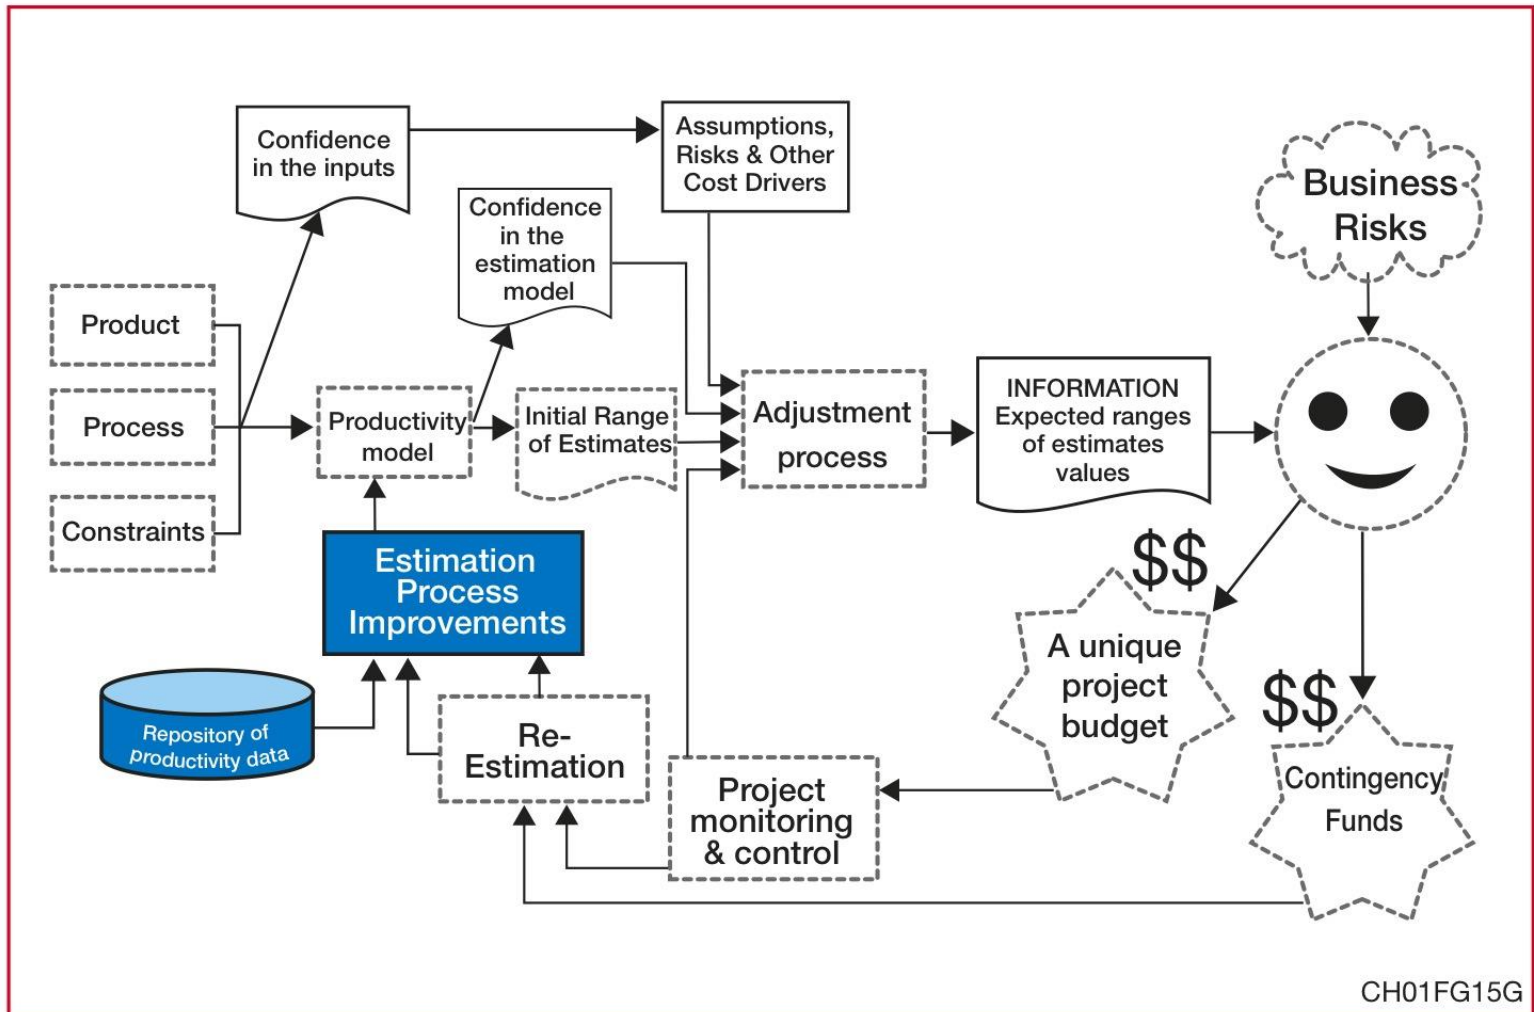 Confidence
in the inputs
Assumptions,
Risks & Other
Cost Drivers
Confidence
in the
estimation
model
Business
Risks
Product
Process
Constraints
Productivity
model
Initial Range
of Estimates
Adjustment
process
INFORMATION
Expected ranges
of estimates
values
Estimation
Process
Improvements
$$
A unique
project
budget
$$
Contingency
Funds
Repository of
productivity data
Re-
Estimation
Project
monitoring
& control
CH01FG15G